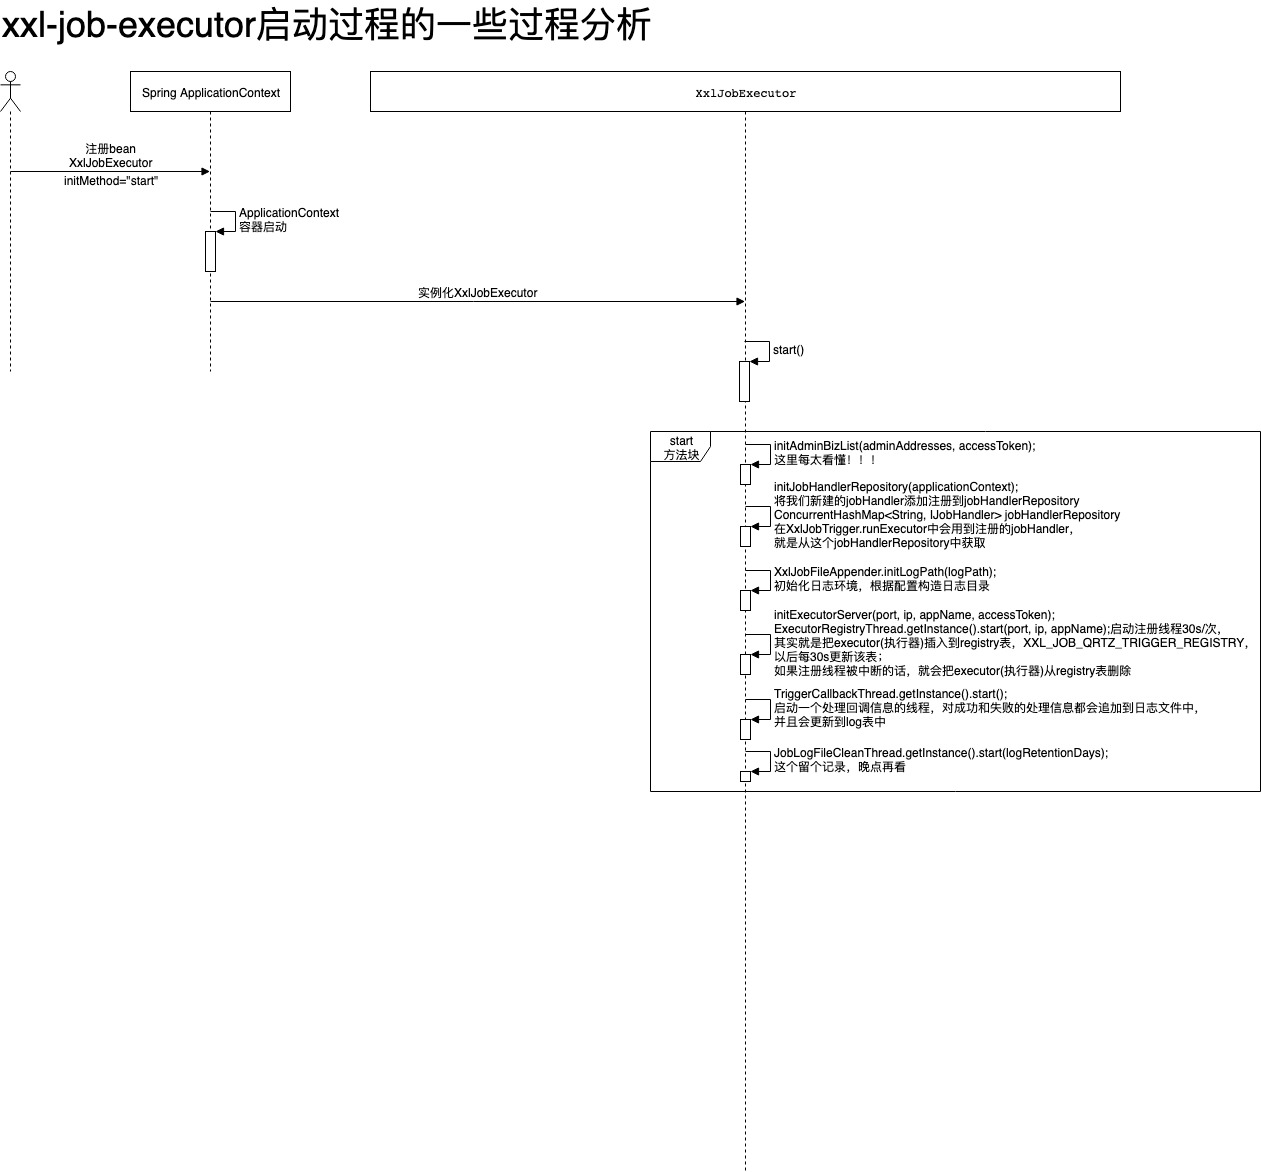 xxl-job-executor启动过程的一些过程分析
Spring ApplicationContext
XxlJobExecutor
注册bean
XxlJobExecutor
initMethod="start"
ApplicationContext
容器启动
实例化XxlJobExecutor
start()
start
方法块
initAdminBizList(adminAddresses, accessToken);
这里每太看懂！！！
initJobHandlerRepository(applicationContext);
将我们新建的jobHandler添加注册到jobHandlerRepository
ConcurrentHashMap<String, IJobHandler> jobHandlerRepository
在XxlJobTrigger.runExecutor中会用到注册的jobHandler，
就是从这个jobHandlerRepository中获取
XxlJobFileAppender.initLogPath(logPath);
初始化日志环境，根据配置构造日志目录
initExecutorServer(port, ip, appName, accessToken);
ExecutorRegistryThread.getInstance().start(port, ip, appName);启动注册线程30s/次，
其实就是把executor(执行器)插入到registry表，XXL_JOB_QRTZ_TRIGGER_REGISTRY，
以后每30s更新该表；
如果注册线程被中断的话，就会把executor(执行器)从registry表删除
TriggerCallbackThread.getInstance().start();
启动一个处理回调信息的线程，对成功和失败的处理信息都会追加到日志文件中，
并且会更新到log表中
JobLogFileCleanThread.getInstance().start(logRetentionDays);
这个留个记录，晚点再看